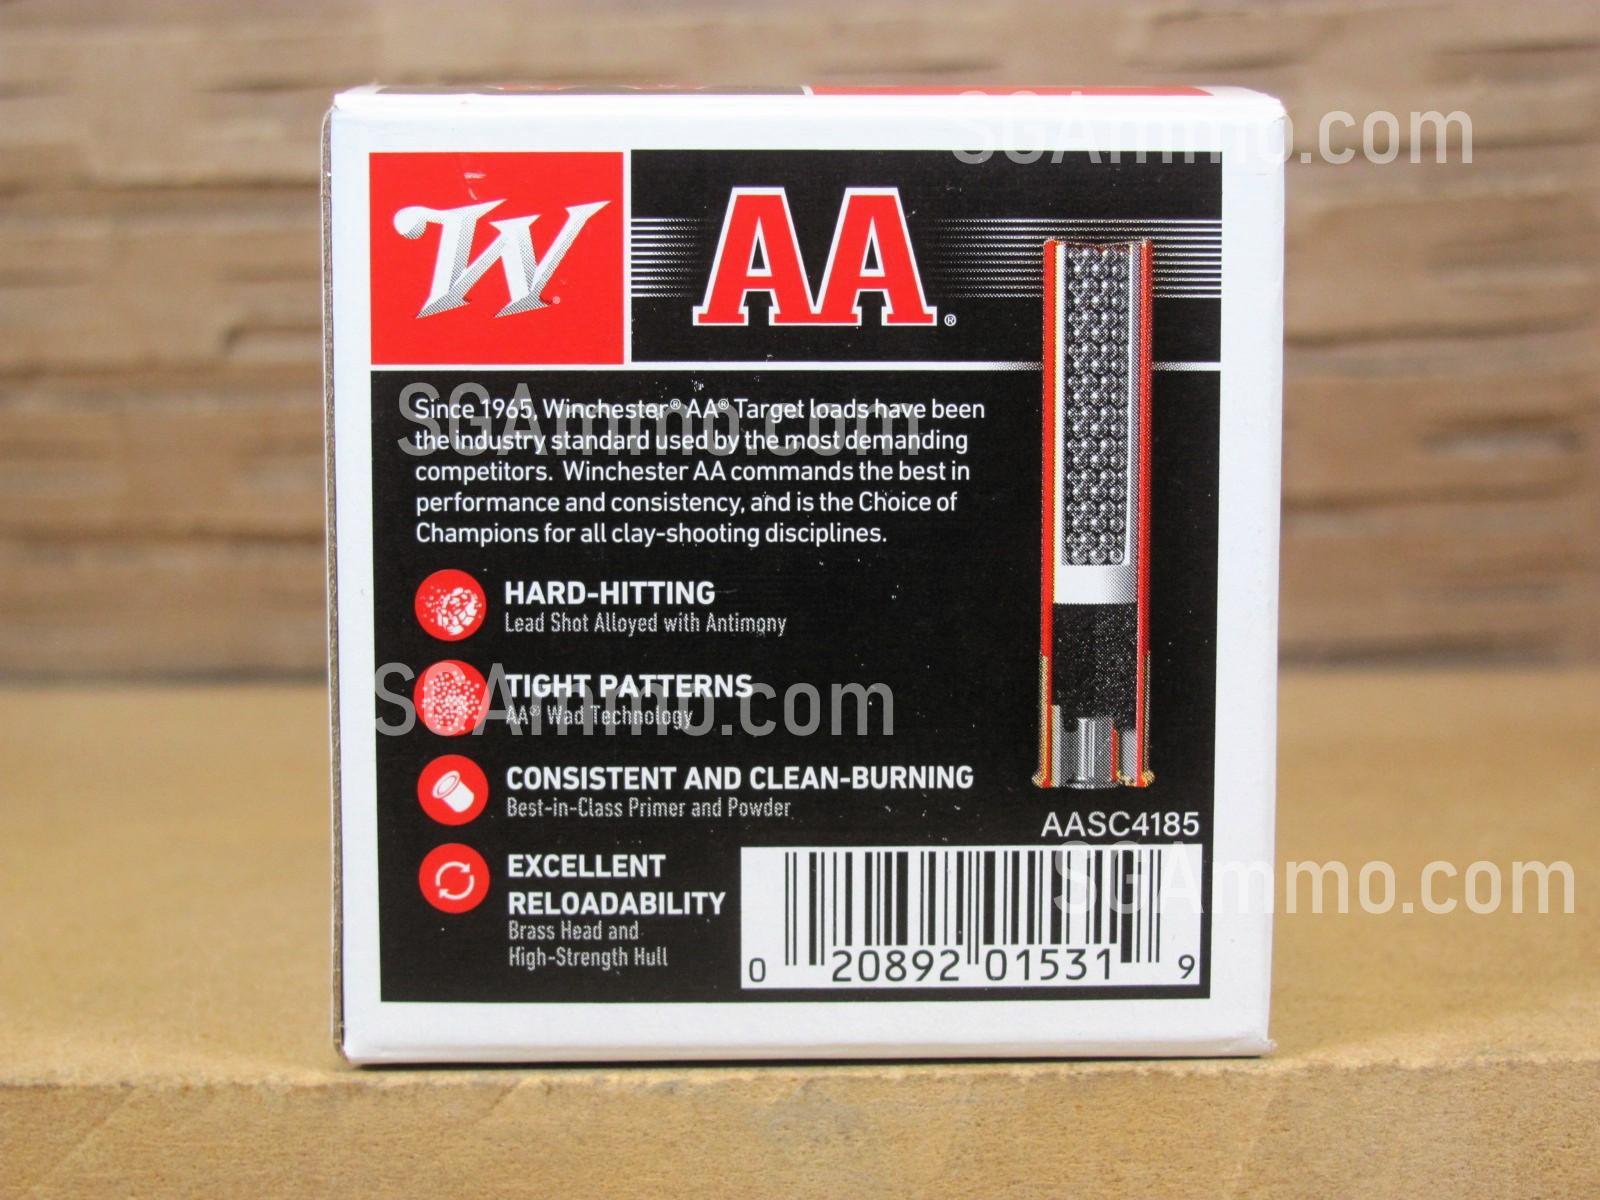 SGAmmo.com
W®
AA®
Since 1965, Winchester® AA® Target loads have been
the industry standard used by the most demanding
competitors. Winchester AA commands the best in
performance and consistency, and is the Choice of
Champions for all clay-shooting disciplines.
SGAmmo.com
HARD-HITTING
Lead Shot Alloyed with Antimony
TIGHT PATTERNS
AA® Wad Technology
SGAmmo.com
CONSISTENT AND CLEAN-BURNING
Best-in-Class Primer and Powder
AASC4185
EXCELLENT
RELOADABILITY
Brass Head and
High-Strength Hull
SGAmmo.com
0 20892 01531 9